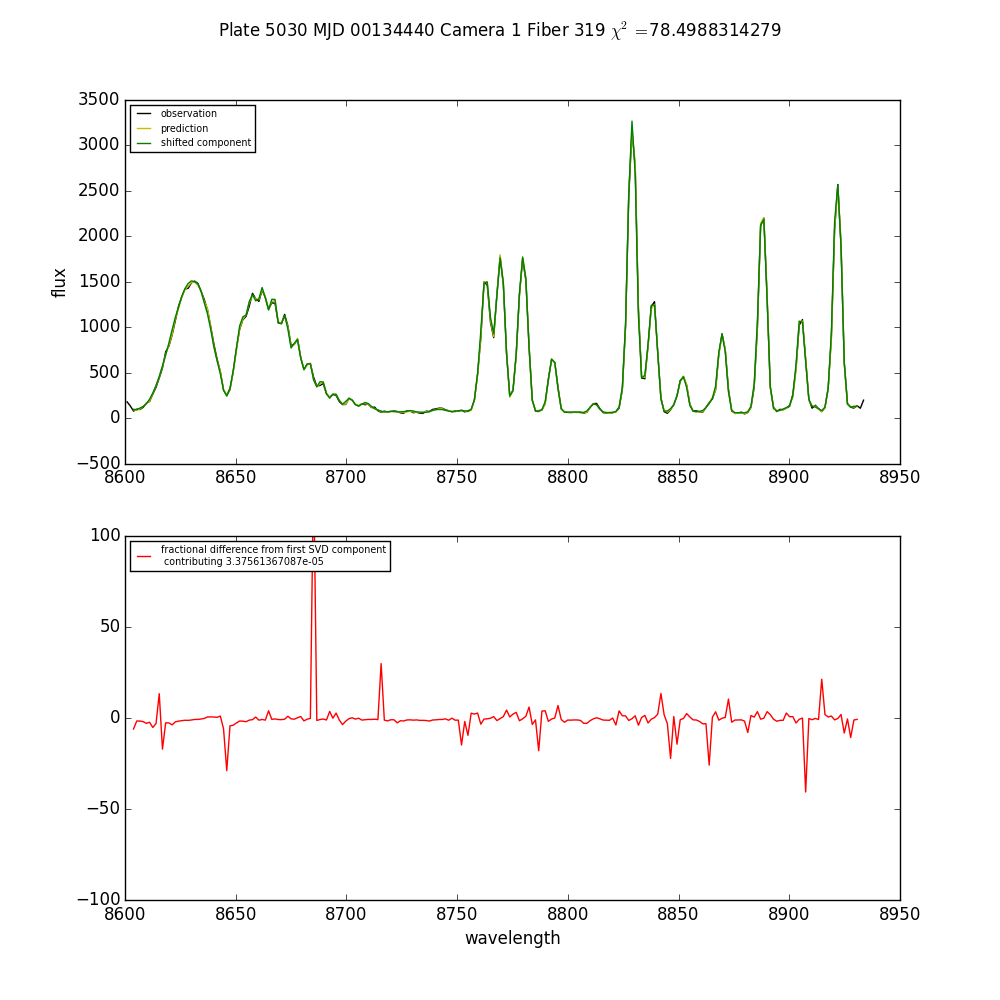 Plate 5030 MJD 00134440 Camera 1 Fiber 319 χ² =78.4988314279
3500
3000
2500
2000
1500
1000
500
0
−500
flux
observation
prediction
shifted component
8600 8650 8700 8750 8800 8850 8900 8950
100
50
0
−50
−100
fractional difference from first SVD component
contributing 3.37561367087e-05
8600 8650 8700 8750 8800 8850 8900 8950
wavelength